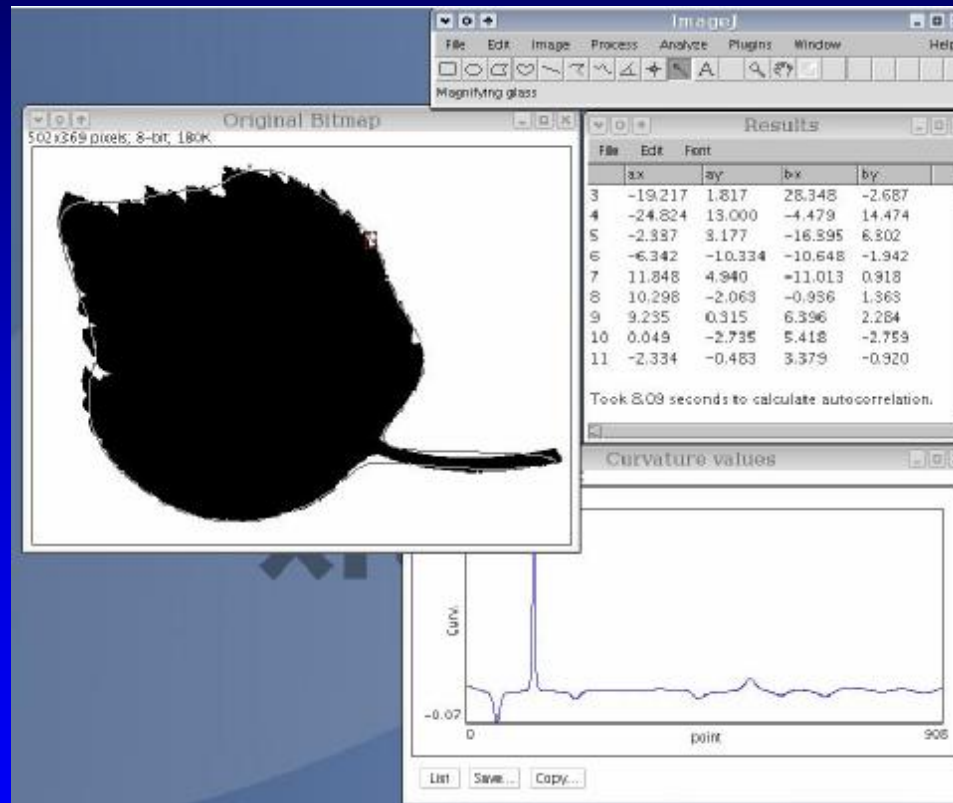 ImageJ
File Edit Image Process Analyze Plugins Window Help
A
Magnifying glass
Original Bitmap
502x369 pixels; 8-bit; 180K
Results
File Edit Font
ax ay bx by
3 -19.217 1.817 28.348 -2.687
4 -24.824 13.000 -4.479 14.474
5 -2.337 3.177 -16.395 6.302
6 -6.342 -10.334 -10.648 -1.942
7 11.848 4.940 -11.013 0.918
8 10.298 -2.063 -0.936 1.363
9 9.235 0.315 6.396 2.284
10 0.049 -2.735 5.418 -2.759
11 -2.334 -0.483 3.379 -0.920
Took 8.09 seconds to calculate autocorrelation.
Curvature values
Curv.
-0.07
0 point 908
List Save... Copy...